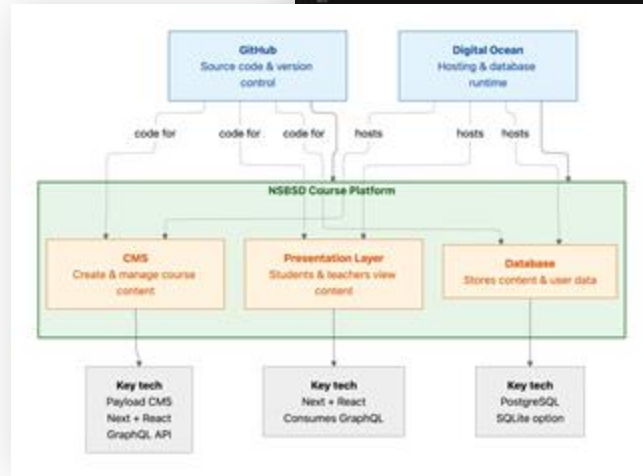 GitHub
Source code & version
control
Digital Ocean
Hosting & database
runtime
code for
code for
code for
hosts
hosts
hosts
NSBSD Course Platform
CMS
Create & manage course
content
Presentation Layer
Students & teachers view
content
Database
Stores content & user data
Key tech
Payload CMS
Next + React
GraphQL API
Key tech
Next + React
Consumes GraphQL
Key tech
PostgreSQL
SQLite option